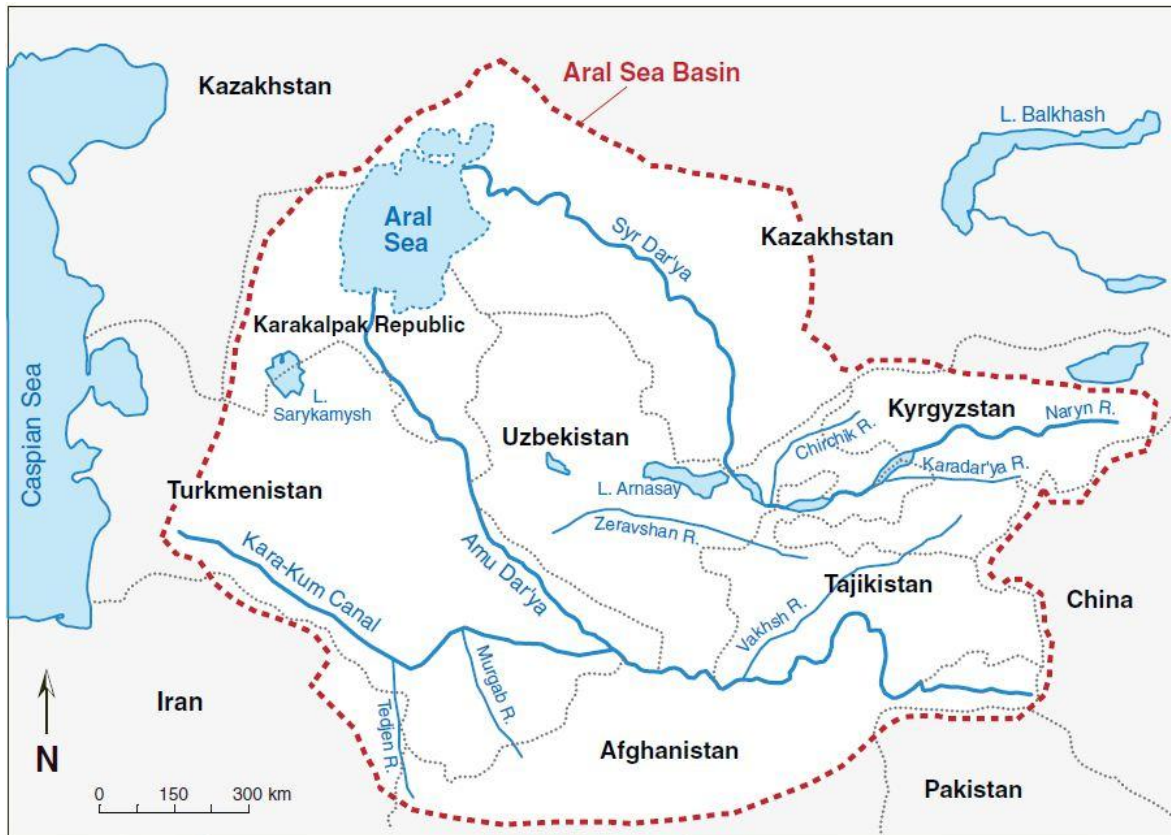 Kazakhstan
Aral Sea Basin
L. Balkhash
Aral
Sea
Syr Dar'ya
Kazakhstan
Karakalpak Republic
Caspian Sea
L.
Sarykamysh
Uzbekistan
Kyrgyzstan
Naryn R.
Chirchik R.
Karadar'ya R.
L. Arnasay
Turkmenistan
Zeravshan R.
Kara-Kum Canal
Amu Dar'ya
Tajikistan
China
Vakhsh R.
Murgab R.
Tedjen R.
Iran
Afghanistan
Pakistan
N
0 150 300 km